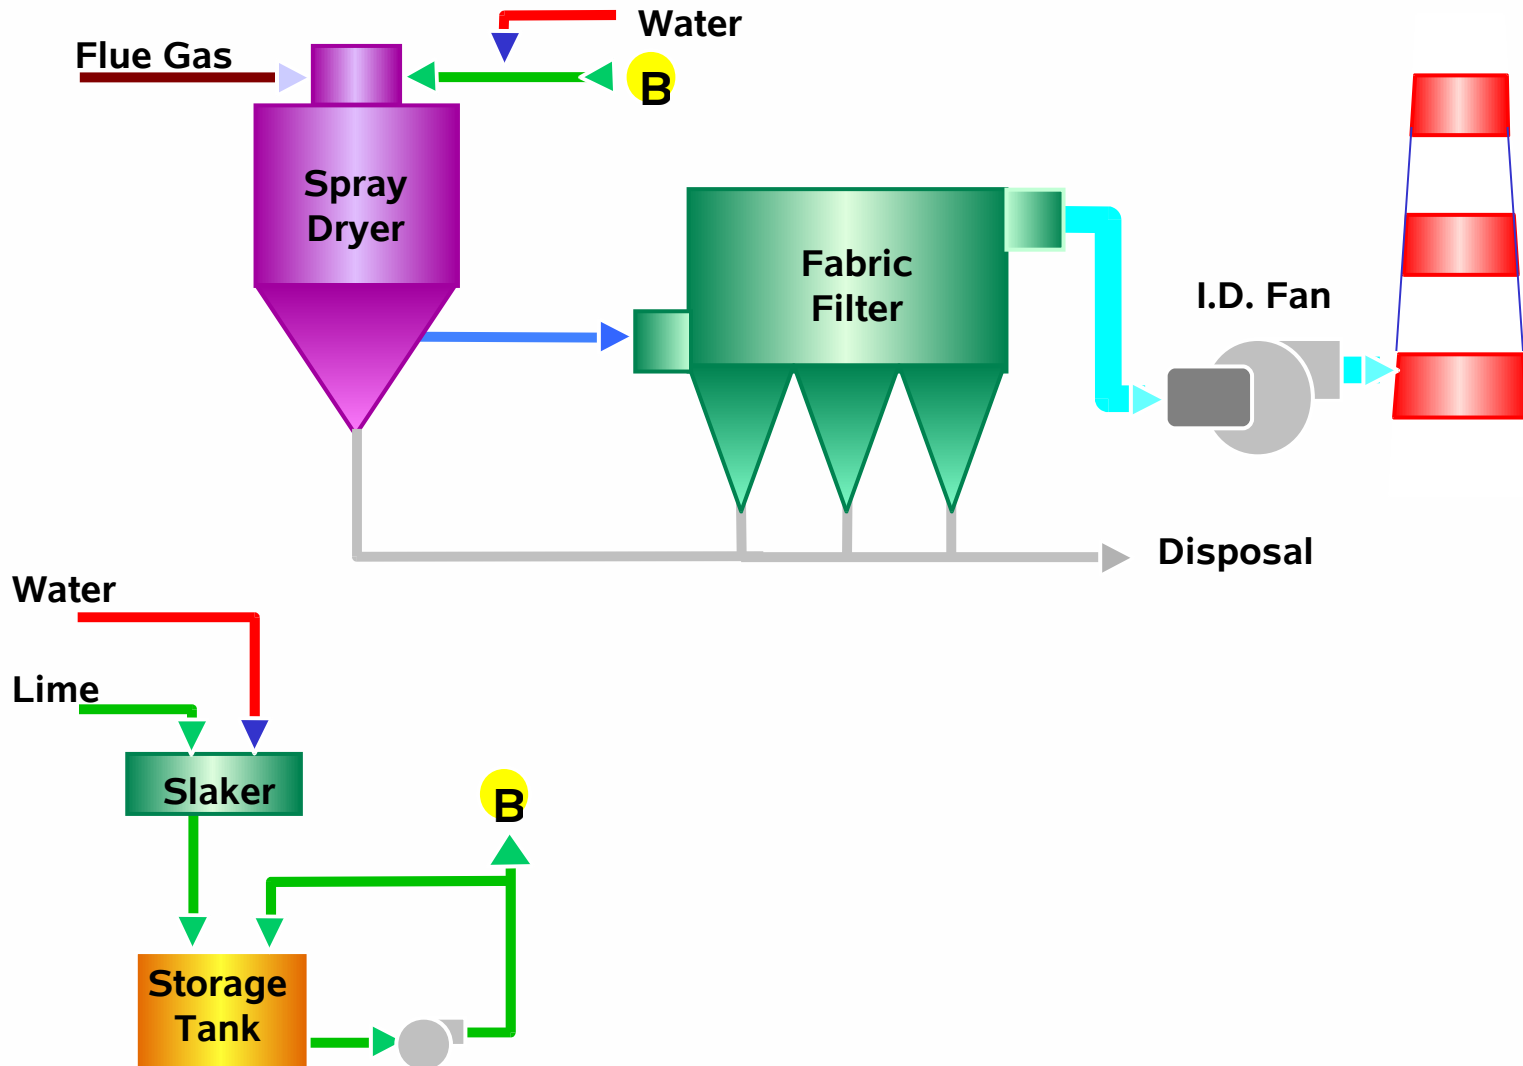 Water
Flue Gas
B
Spray
Dryer
Fabric
Filter
I.D. Fan
Disposal
Water
Lime
Slaker
B
Storage
Tank